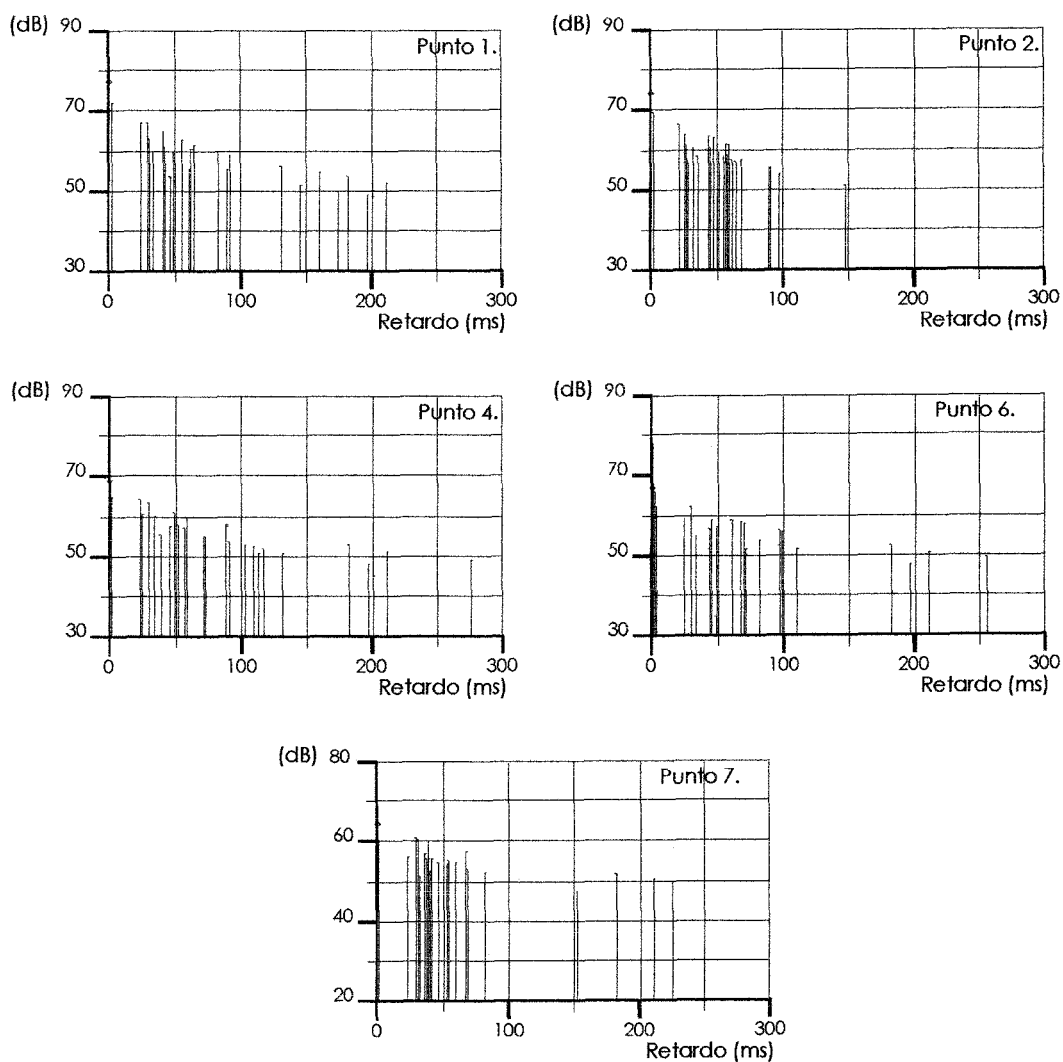 (dB) 90
Punto 1.
70
50
30
0 100 200 300
Retardo (ms)
(dB) 90
Punto 2.
70
50
30
0 100 200 300
Retardo (ms)
(dB) 90
Punto 4.
70
50
30
0 100 200 300
Retardo (ms)
(dB) 90
Punto 6.
70
50
30
0 100 200 300
Retardo (ms)
(dB) 80
Punto 7.
60
40
20
0 100 200 300
Retardo (ms)